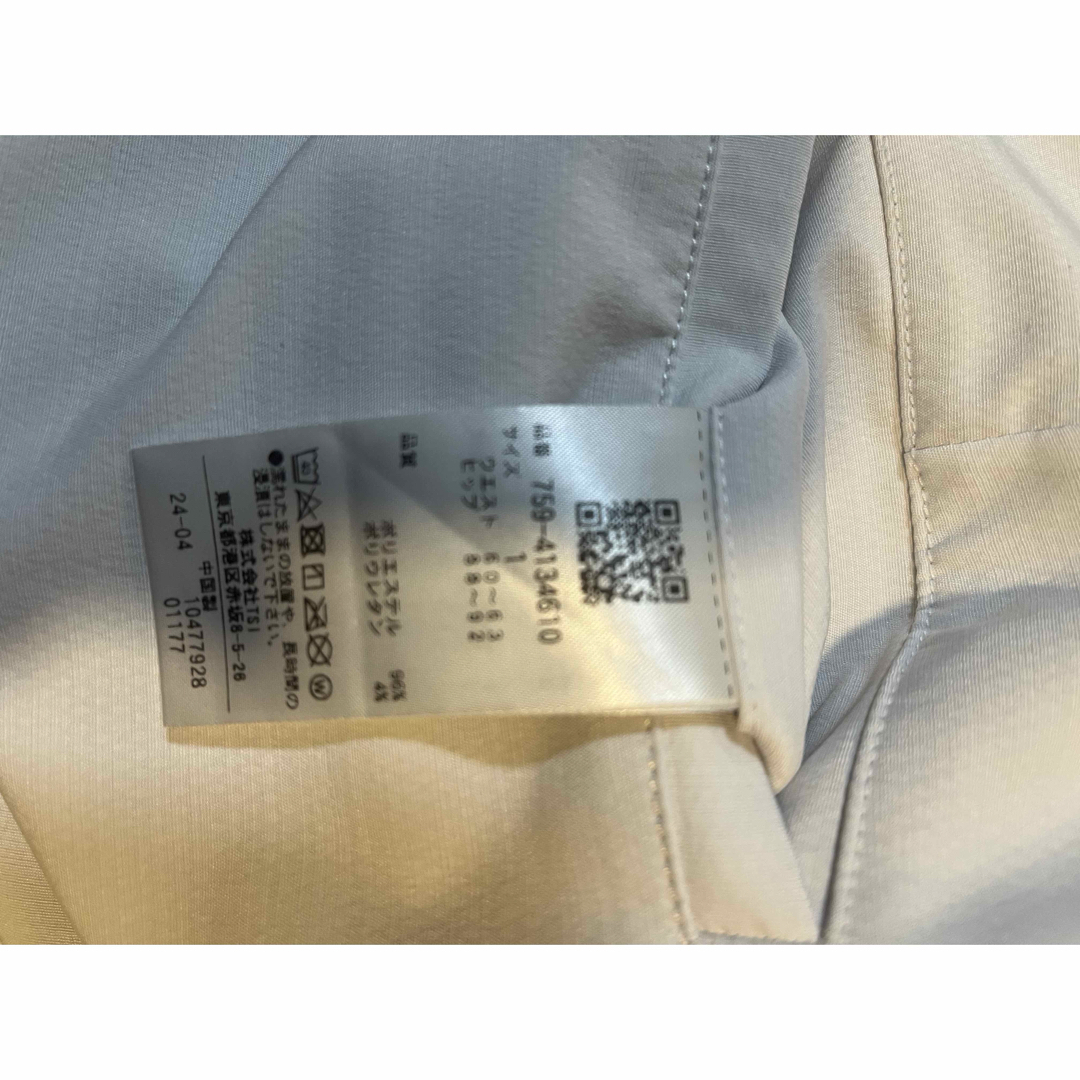 品番 759-4134610
サイズ 1
ウエスト 60~63
ヒップ 88~92
品質 ポリエステル 96%
ポリウレタン 4%
40
W
●濡れたままの放置や、長時間の
浸漬はしないで下さい。
株式会社TSI
東京都港区赤坂8-5-28
中国製 10477928
24-04 01177